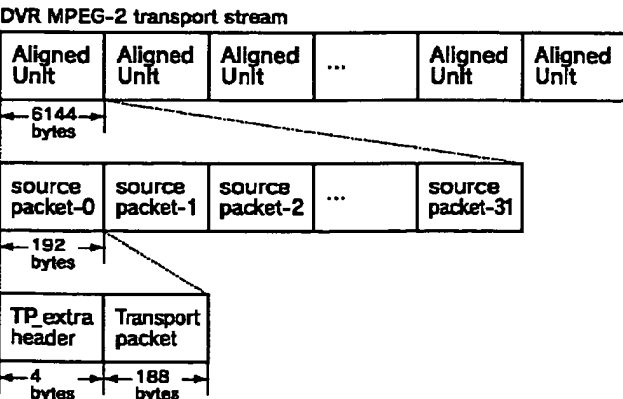 DVR MPEG-2 transport stream
Aligned Unit
Aligned Unit
Aligned Unit
...
Aligned Unit
Aligned Unit
6144 bytes
source packet-0
source packet-1
source packet-2
...
source packet-31
192 bytes
TP_extra header
Transport packet
4 bytes
188 bytes